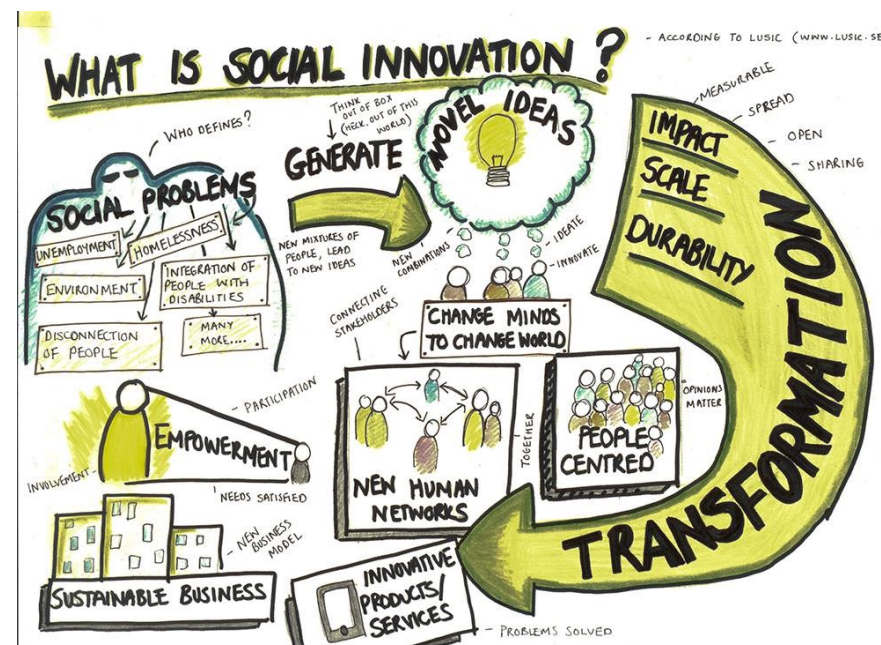 WHAT IS SOCIAL INNOVATION ?
- ACCORDING TO LUSIC (WWW.LUSIC.SE
WHO DEFINES?
SOCIAL PROBLEMS
UNEMPLOYMENT
HOMELESSNESS
ENVIRONMENT
INTEGRATION OF
PEOPLE WITH
DISABILITIES
DISCONNECTION
OF PEOPLE
MANY
MORE....
THINK
OUT OF BOX
(HECK, OUT OF THIS
WORLD)
GENERATE
NEW MIXTURES OF
PEOPLE, LEAD
TO NEW IDEAS
NOVEL IDEAS
NEW
COMBINATIONS
IDEATE
INNOVATE
CHANGE MINDS
TO CHANGE WORLD
CONNECTING
STAKEHOLDERS
NEW HUMAN
NETWORKS
TOGETHER
PEOPLE
CENTRED
OPINIONS
MATTER
IMPACT
SCALE
DURABILITY
MEASURABLE
SPREAD
OPEN
SHARING
TRANSFORMATION
EMPOWERMENT
PARTICIPATION
INVOLVEMENT
NEEDS SATISFIED
NEW
BUSINESS
MODEL
SUSTAINABLE BUSINESS
INNOVATIVE
PRODUCTS/
SERVICES
- PROBLEMS SOLVED